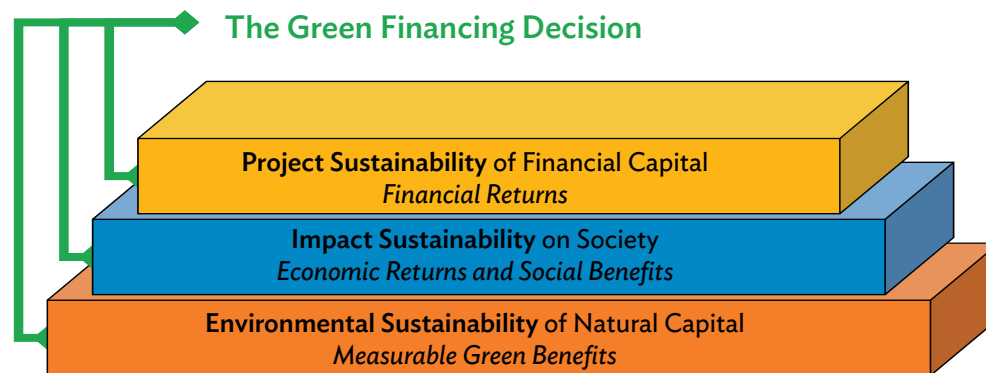 The Green Financing Decision
Project Sustainability of Financial Capital
Financial Returns
Impact Sustainability on Society
Economic Returns and Social Benefits
Environmental Sustainability of Natural Capital
Measurable Green Benefits